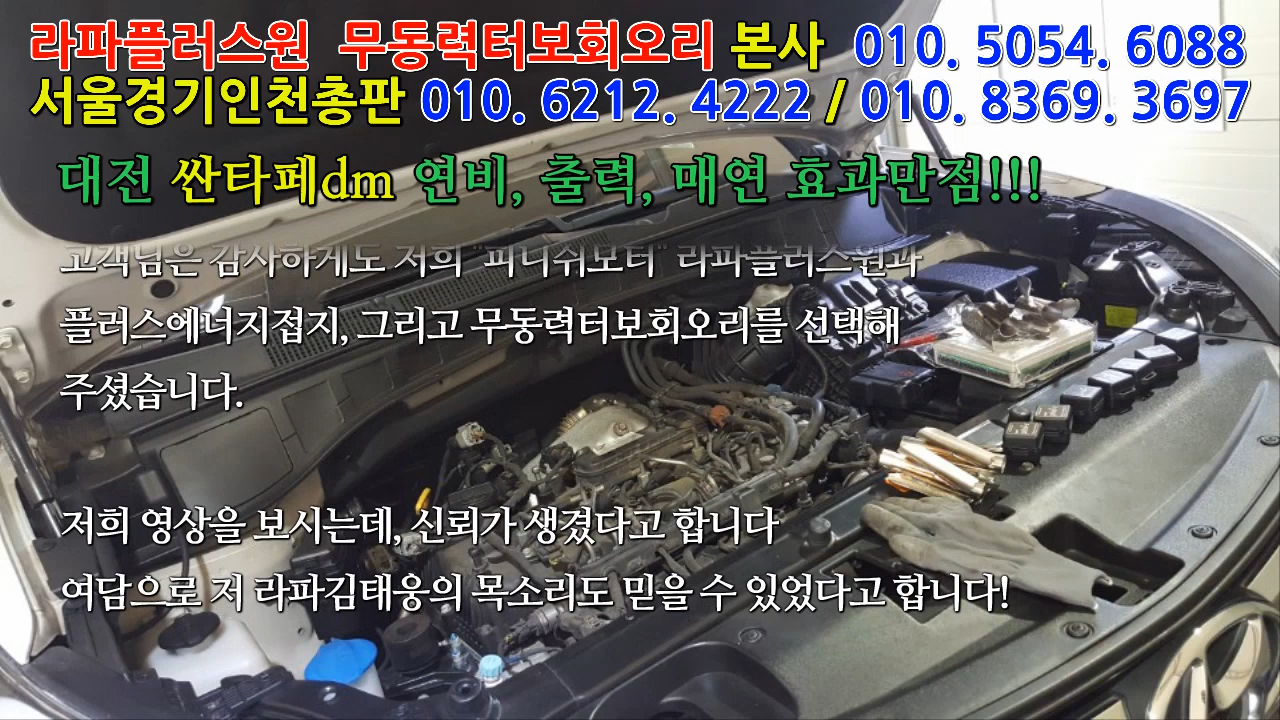 라파플러스원 무동력터보회오리 본사 010. 5054. 6088
서울경기인천총판 010. 6212. 4222 / 010. 8369. 3697
대전 싼타페dm 연비, 출력, 매연 효과만점!!!
고객님은 감사하게도 저희 "피니쉬모터" 라파플러스원과
플러스에너지접지, 그리고 무동력터보회오리를 선택해
주셨습니다.
저희 영상을 보시는데, 신뢰가 생겼다고 합니다
여담으로 저 라파김태웅의 목소리도 믿을 수 있었다고 합니다!